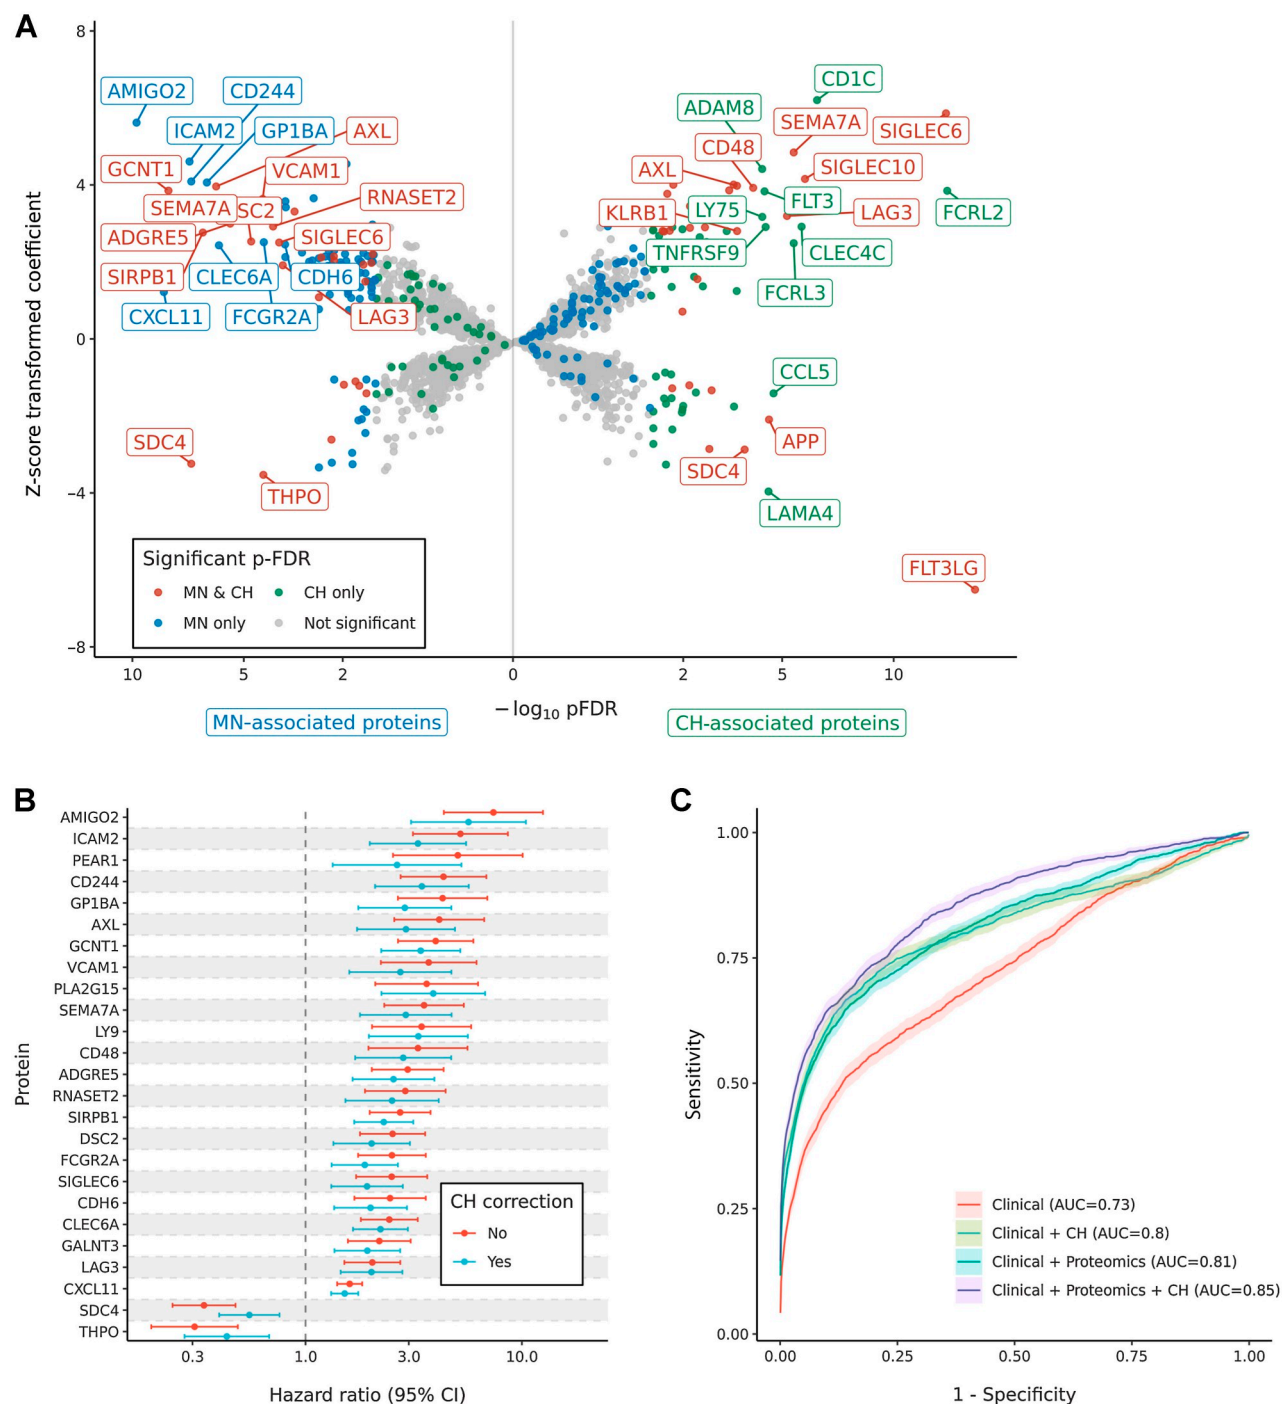 A
8
4
0
−4
−8
Z-score transformed coefficient
AMIGO2
CD244
ICAM2
GP1BA
AXL
GCNT1
VCAM1
SEMA7A
SC2
RNASET2
ADGRE5
SIGLEC6
SIRPB1
CLEC6A
CDH6
CXCL11
FCGR2A
LAG3
SDC4
THPO
CD1C
ADAM8
SEMA7A
SIGLEC6
CD48
AXL
SIGLEC10
KLRB1
LY75
FLT3
LAG3
FCRL2
TNFRSF9
CLEC4C
FCRL3
CCL5
APP
SDC4
LAMA4
FLT3LG
Significant p-FDR
MN & CH
CH only
MN only
Not significant
10 5 2 0 2 5 10
− log10 pFDR
MN-associated proteins
CH-associated proteins
B
Protein
AMIGO2
ICAM2
PEAR1
CD244
GP1BA
AXL
GCNT1
VCAM1
PLA2G15
SEMA7A
LY9
CD48
ADGRE5
RNASET2
SIRPB1
DSC2
FCGR2A
SIGLEC6
CDH6
CLEC6A
GALNT3
LAG3
CXCL11
SDC4
THPO
CH correction
No
Yes
0.3 1.0 3.0 10.0
Hazard ratio (95% CI)
C
Sensitivity
1.00
0.75
0.50
0.25
0.00
Clinical (AUC=0.73)
Clinical + CH (AUC=0.8)
Clinical + Proteomics (AUC=0.81)
Clinical + Proteomics + CH (AUC=0.85)
0.00 0.25 0.50 0.75 1.00
1 - Specificity